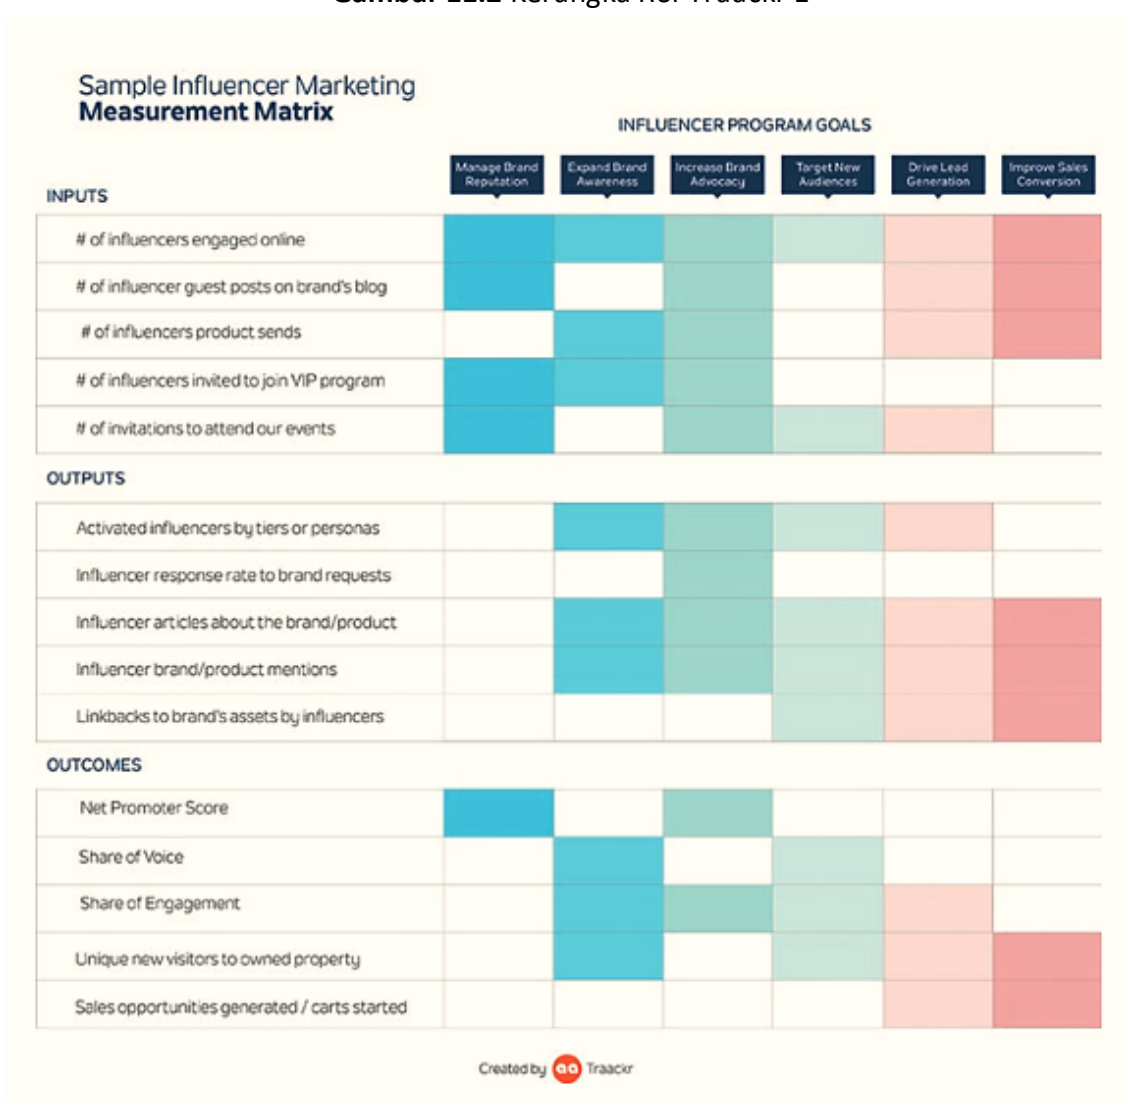 Sample Influencer Marketing
Measurement Matrix
INFLUENCER PROGRAM GOALS
Manage Brand
Reputation
Expand Brand
Awareness
Increase Brand
Advocacy
Target New
Audiences
Drive Lead
Generation
Improve Sales
Conversion
INPUTS
# of influencers engaged online
# of influencer guest posts on brand's blog
# of influencers product sends
# of influencers invited to join VIP program
# of invitations to attend our events
OUTPUTS
Activated influencers by tiers or personas
Influencer response rate to brand requests
Influencer articles about the brand/product
Influencer brand/product mentions
Linkbacks to brand's assets by influencers
OUTCOMES
Net Promoter Score
Share of Voice
Share of Engagement
Unique new visitors to owned property
Sales opportunities generated / carts started
Created by Traackr